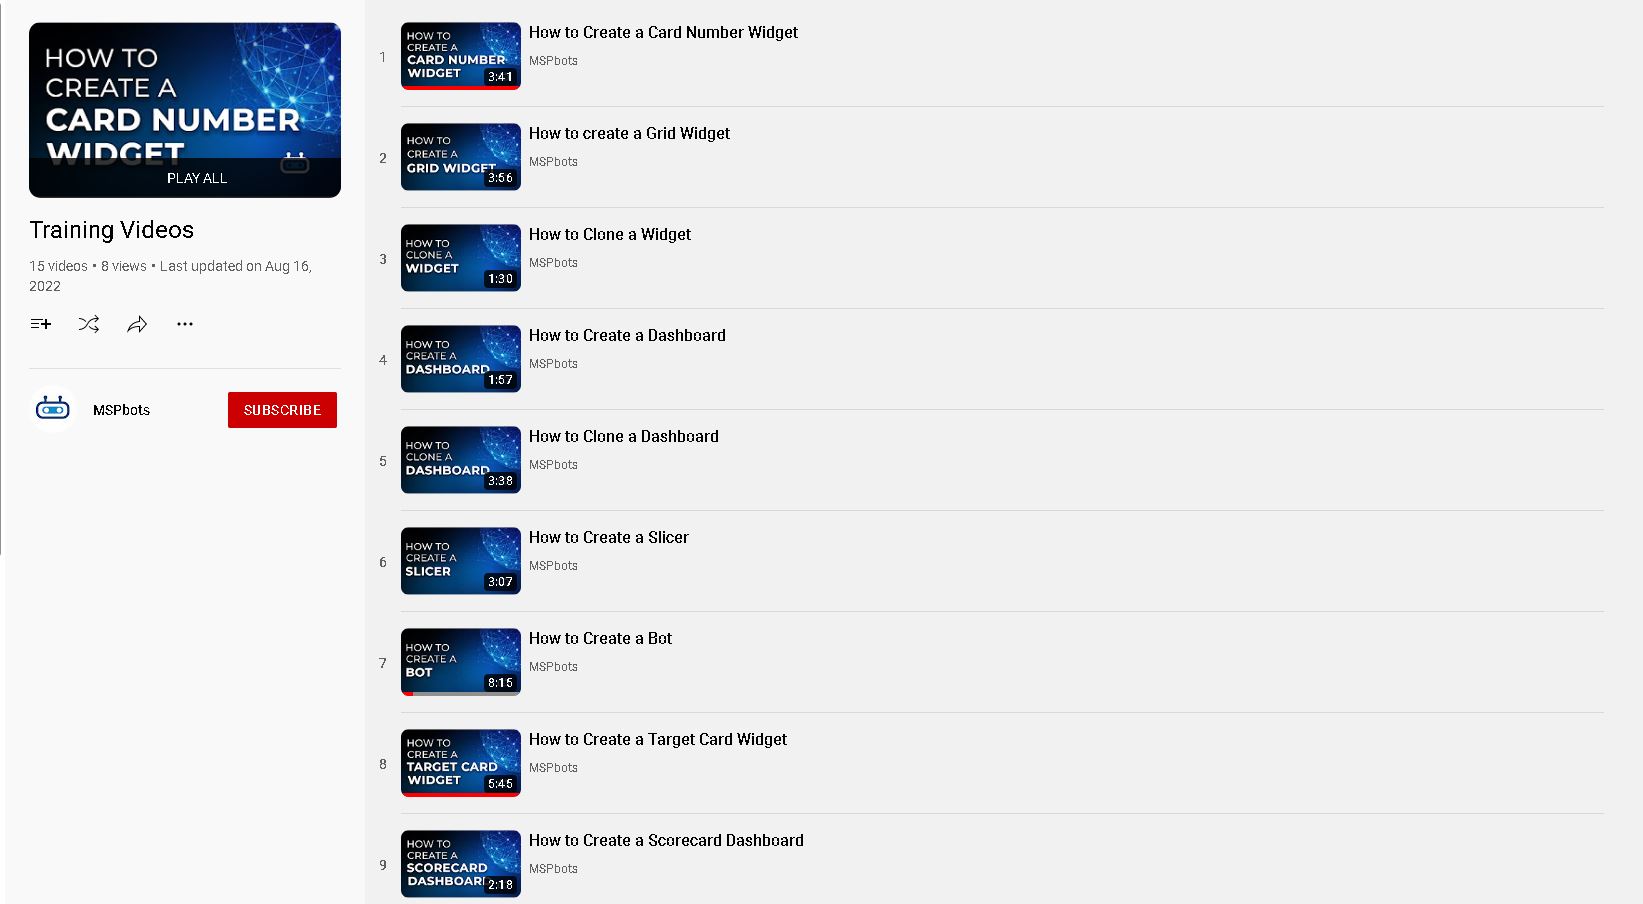 HOW TO
CREATE A
CARD NUMBER
WIDGET
PLAY ALL
Training Videos
15 videos • 8 views • Last updated on Aug 16,
2022
MSPbots
SUBSCRIBE
1
HOW TO
CREATE A
CARD NUMBER
WIDGET
3:41
How to Create a Card Number Widget
MSPbots
2
HOW TO
CREATE A
GRID WIDGET
3:56
How to create a Grid Widget
MSPbots
3
HOW TO
CLONE A
WIDGET
1:30
How to Clone a Widget
MSPbots
4
HOW TO
CREATE A
DASHBOARD
1:57
How to Create a Dashboard
MSPbots
5
HOW TO
CLONE A
DASHBOARD
3:38
How to Clone a Dashboard
MSPbots
6
HOW TO
CREATE A
SLICER
3:07
How to Create a Slicer
MSPbots
7
HOW TO
CREATE A
BOT
8:15
How to Create a Bot
MSPbots
8
HOW TO
CREATE A
TARGET CARD
WIDGET
5:45
How to Create a Target Card Widget
MSPbots
9
HOW TO
CREATE A
SCORECARD
DASHBOARD
2:18
How to Create a Scorecard Dashboard
MSPbots